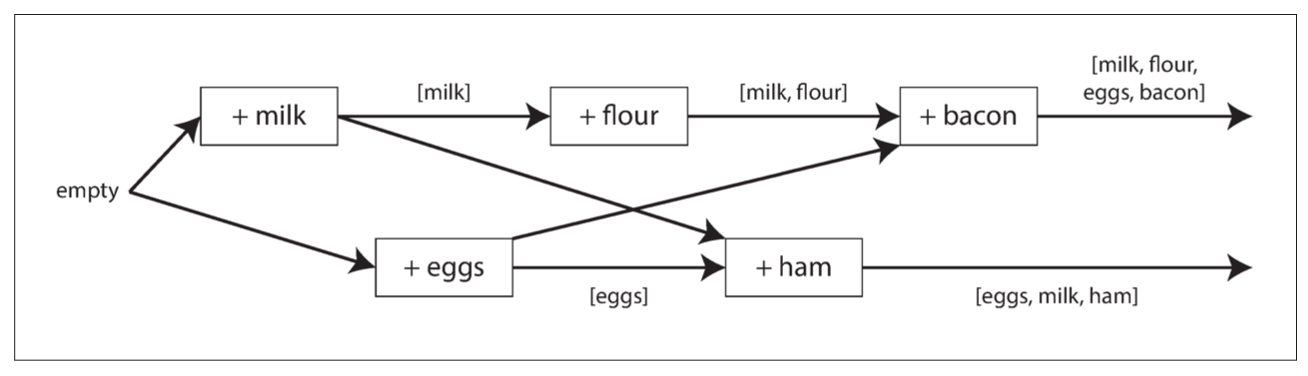 [milk, flour,
eggs, bacon]
[milk]
[milk, flour]
+ milk
+ flour
+ bacon
empty
+ eggs
+ ham
[eggs]
[eggs, milk, ham]